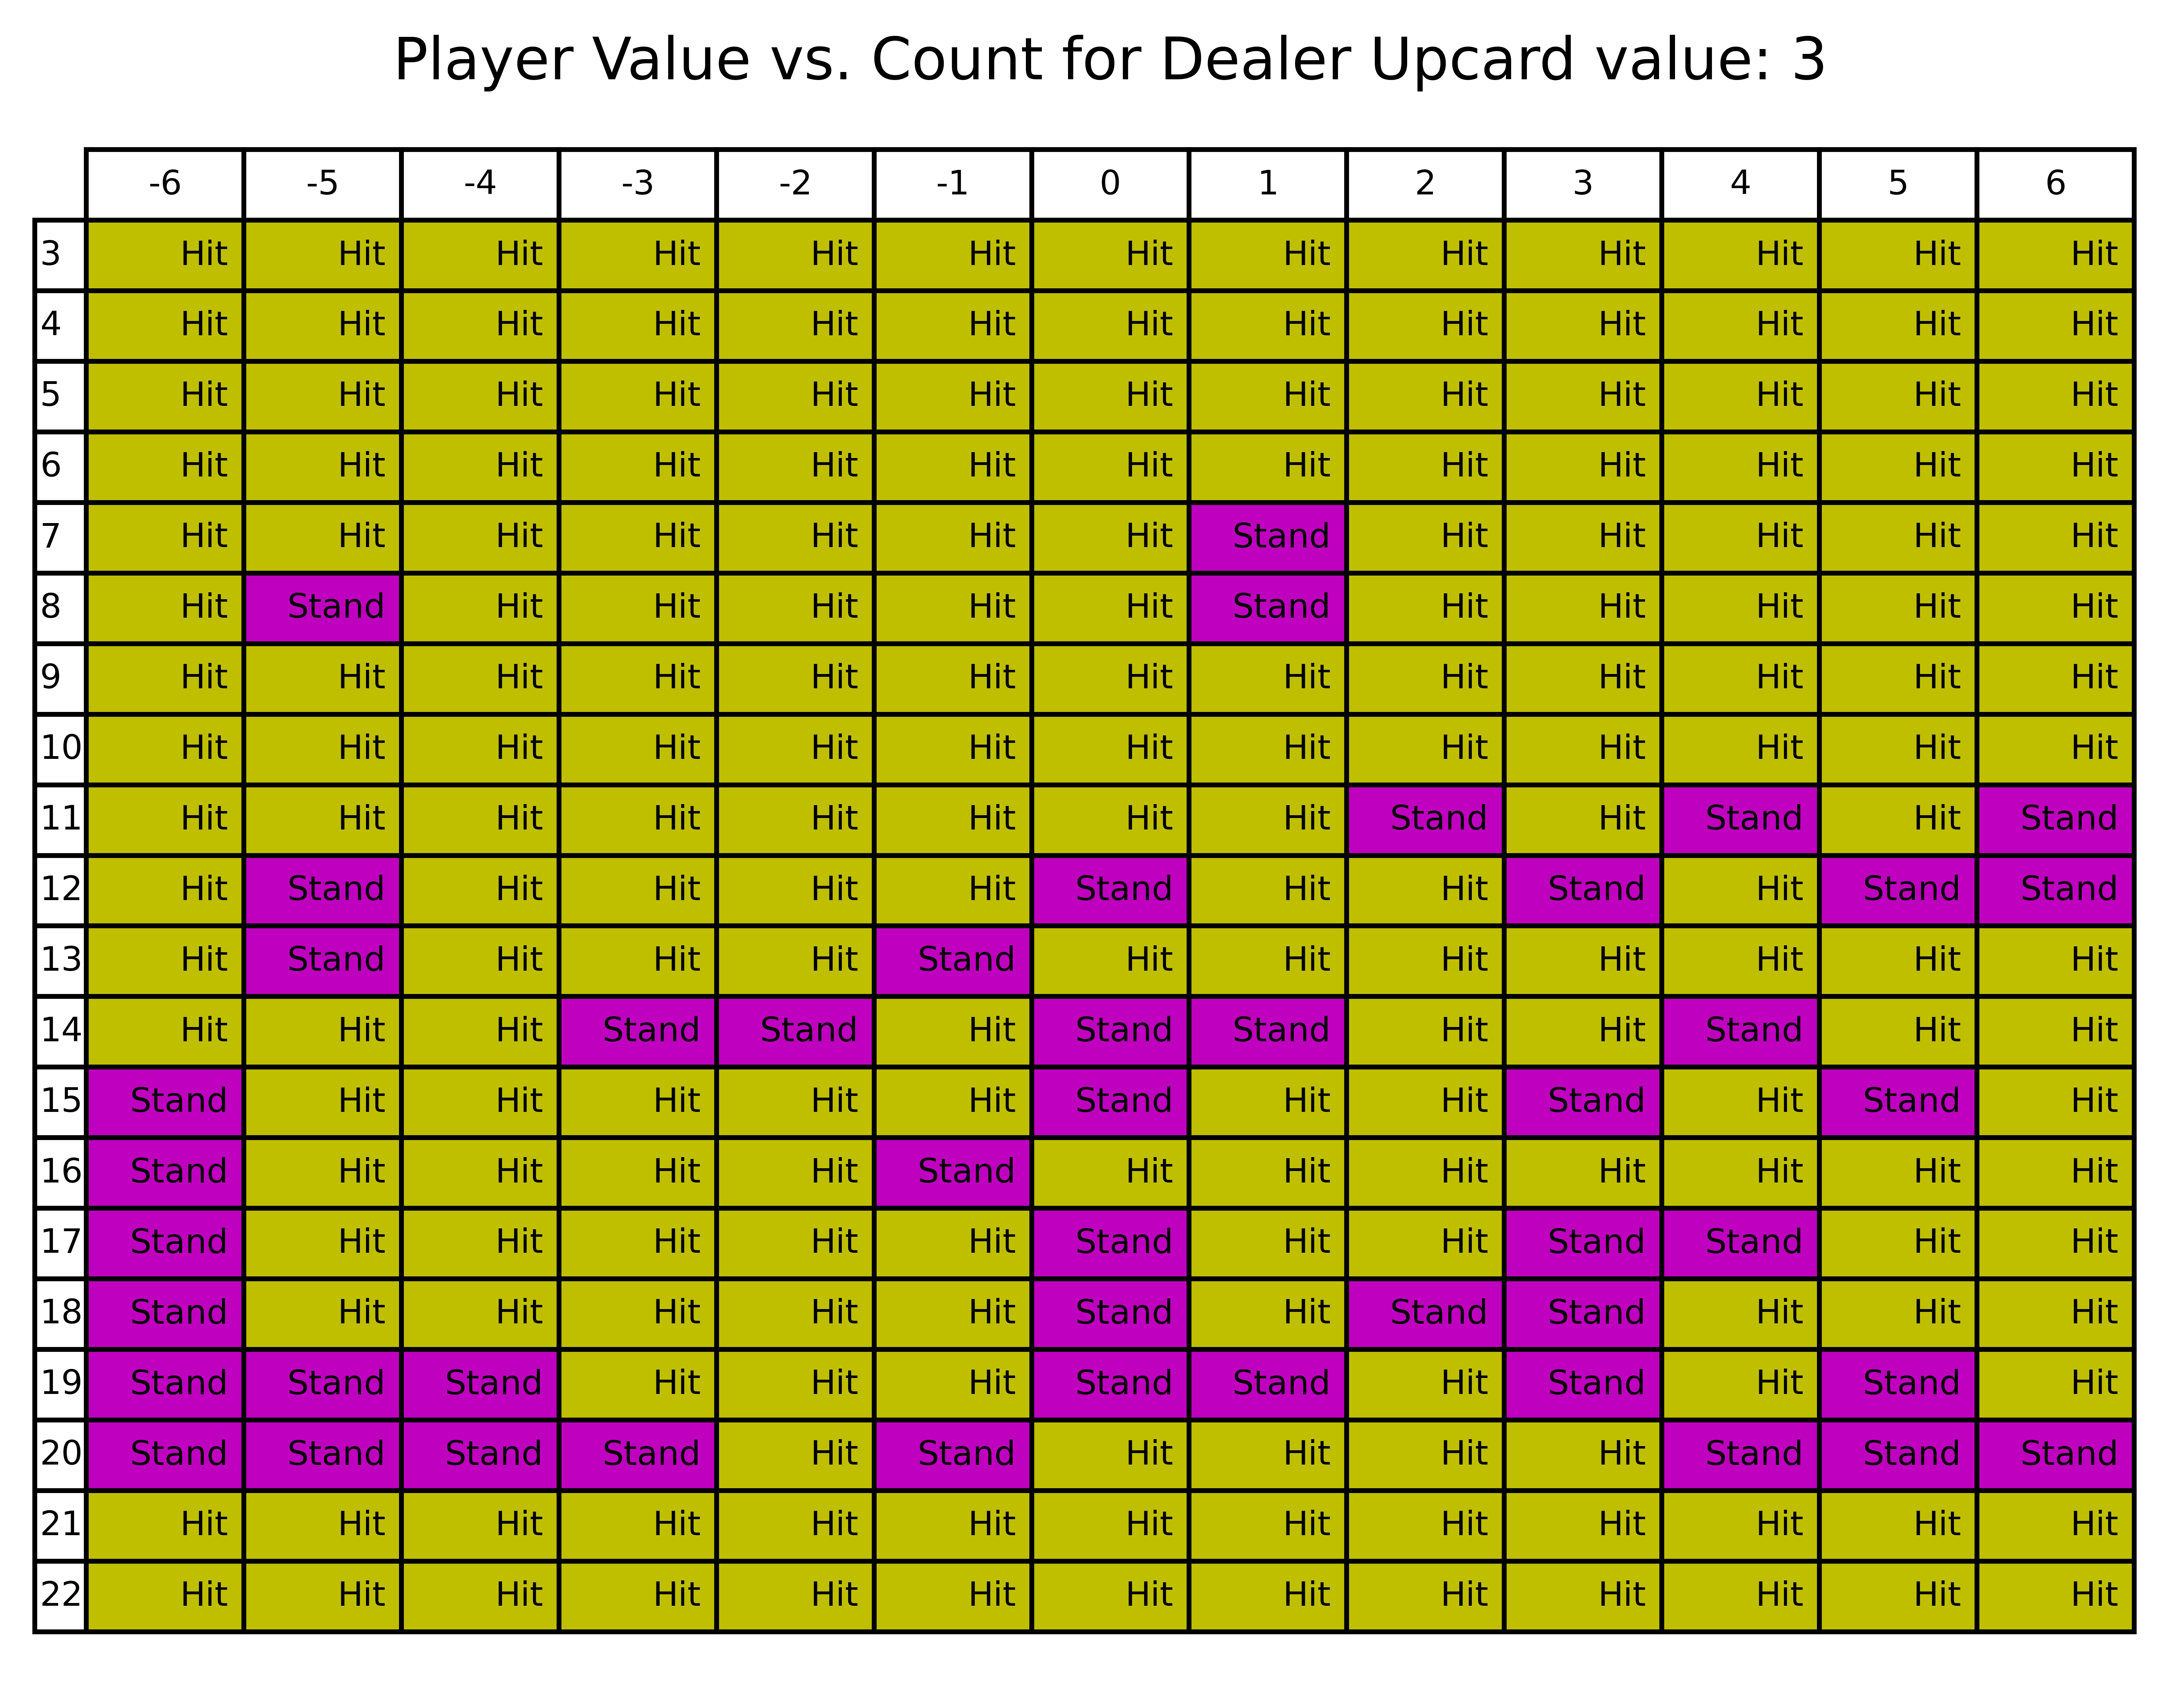 Player Value vs. Count for Dealer Upcard value: 3
-6 -5 -4 -3 -2 -1 0 1 2 3 4 5 6
3 Hit Hit Hit Hit Hit Hit Hit Hit Hit Hit Hit Hit Hit
4 Hit Hit Hit Hit Hit Hit Hit Hit Hit Hit Hit Hit Hit
5 Hit Hit Hit Hit Hit Hit Hit Hit Hit Hit Hit Hit Hit
6 Hit Hit Hit Hit Hit Hit Hit Hit Hit Hit Hit Hit Hit
7 Hit Hit Hit Hit Hit Hit Hit Stand Hit Hit Hit Hit Hit
8 Hit Stand Hit Hit Hit Hit Hit Stand Hit Hit Hit Hit Hit
9 Hit Hit Hit Hit Hit Hit Hit Hit Hit Hit Hit Hit Hit
10 Hit Hit Hit Hit Hit Hit Hit Hit Hit Hit Hit Hit Hit
11 Hit Hit Hit Hit Hit Hit Hit Hit Stand Hit Stand Hit Stand
12 Hit Stand Hit Hit Hit Hit Stand Hit Hit Stand Hit Stand Stand
13 Hit Stand Hit Hit Hit Stand Hit Hit Hit Hit Hit Hit Hit
14 Hit Hit Hit Stand Stand Hit Stand Stand Hit Hit Stand Hit Hit
15 Stand Hit Hit Hit Hit Hit Stand Hit Hit Stand Hit Stand Hit
16 Stand Hit Hit Hit Hit Stand Hit Hit Hit Hit Hit Hit Hit
17 Stand Hit Hit Hit Hit Hit Stand Hit Hit Stand Stand Hit Hit
18 Stand Hit Hit Hit Hit Hit Stand Hit Stand Stand Hit Hit Hit
19 Stand Stand Stand Hit Hit Hit Stand Stand Hit Stand Hit Stand Hit
20 Stand Stand Stand Stand Hit Stand Hit Hit Hit Hit Stand Stand Stand
21 Hit Hit Hit Hit Hit Hit Hit Hit Hit Hit Hit Hit Hit
22 Hit Hit Hit Hit Hit Hit Hit Hit Hit Hit Hit Hit Hit